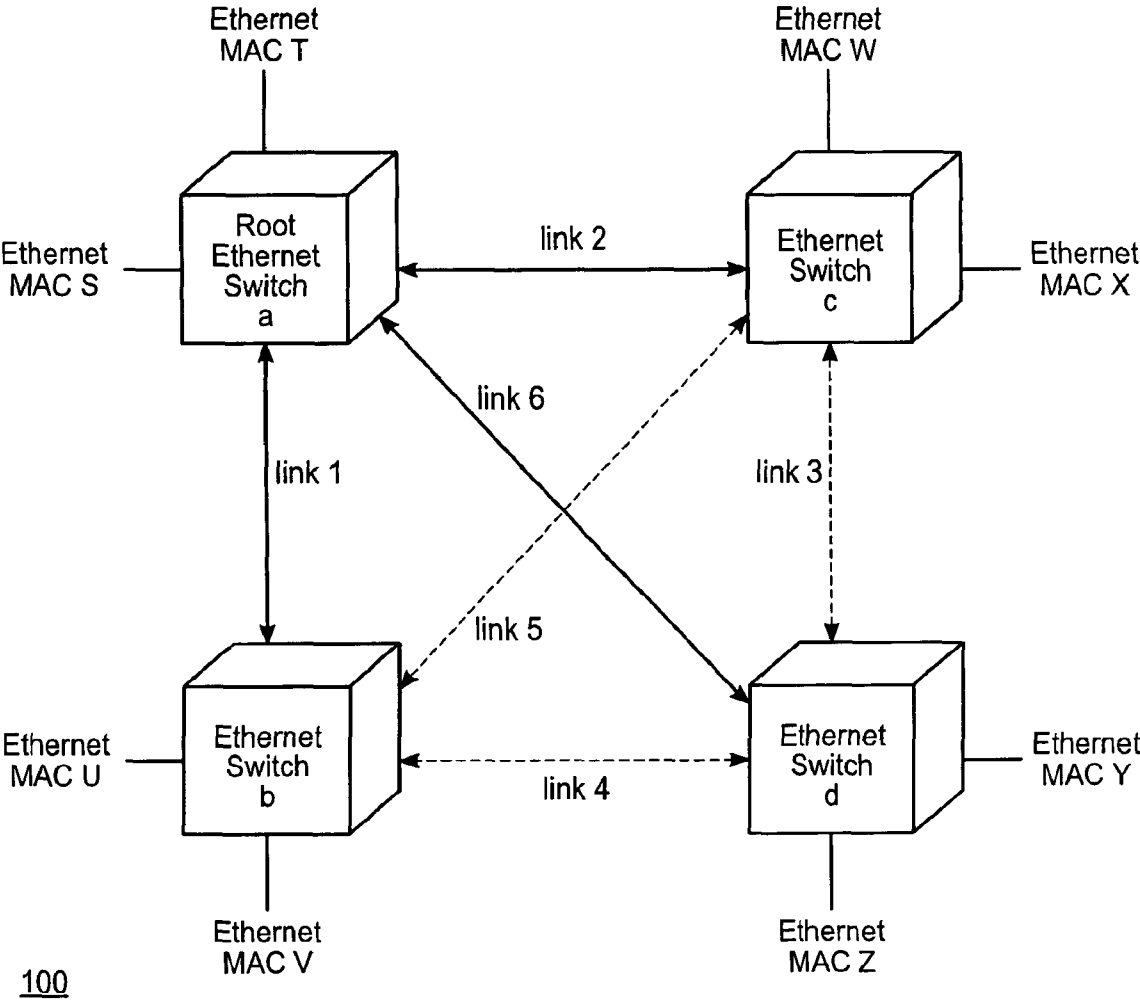 Ethernet
MAC T
Ethernet
MAC W
Root
Ethernet
Switch
a
Ethernet
MAC S
link 2
Ethernet
Switch
c
Ethernet
MAC X
link 6
link 1
link 3
link 5
Ethernet
MAC U
Ethernet
Switch
b
link 4
Ethernet
Switch
d
Ethernet
MAC Y
Ethernet
MAC V
Ethernet
MAC Z
100